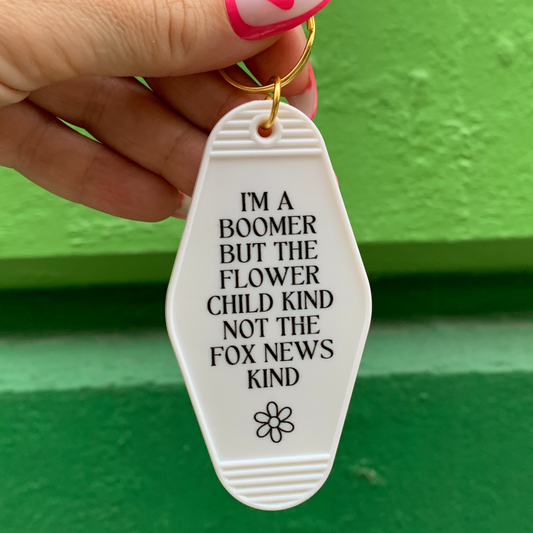 I'M A
BOOMER
BUT THE
FLOWER
CHILD KIND
NOT THE
FOX NEWS
KIND